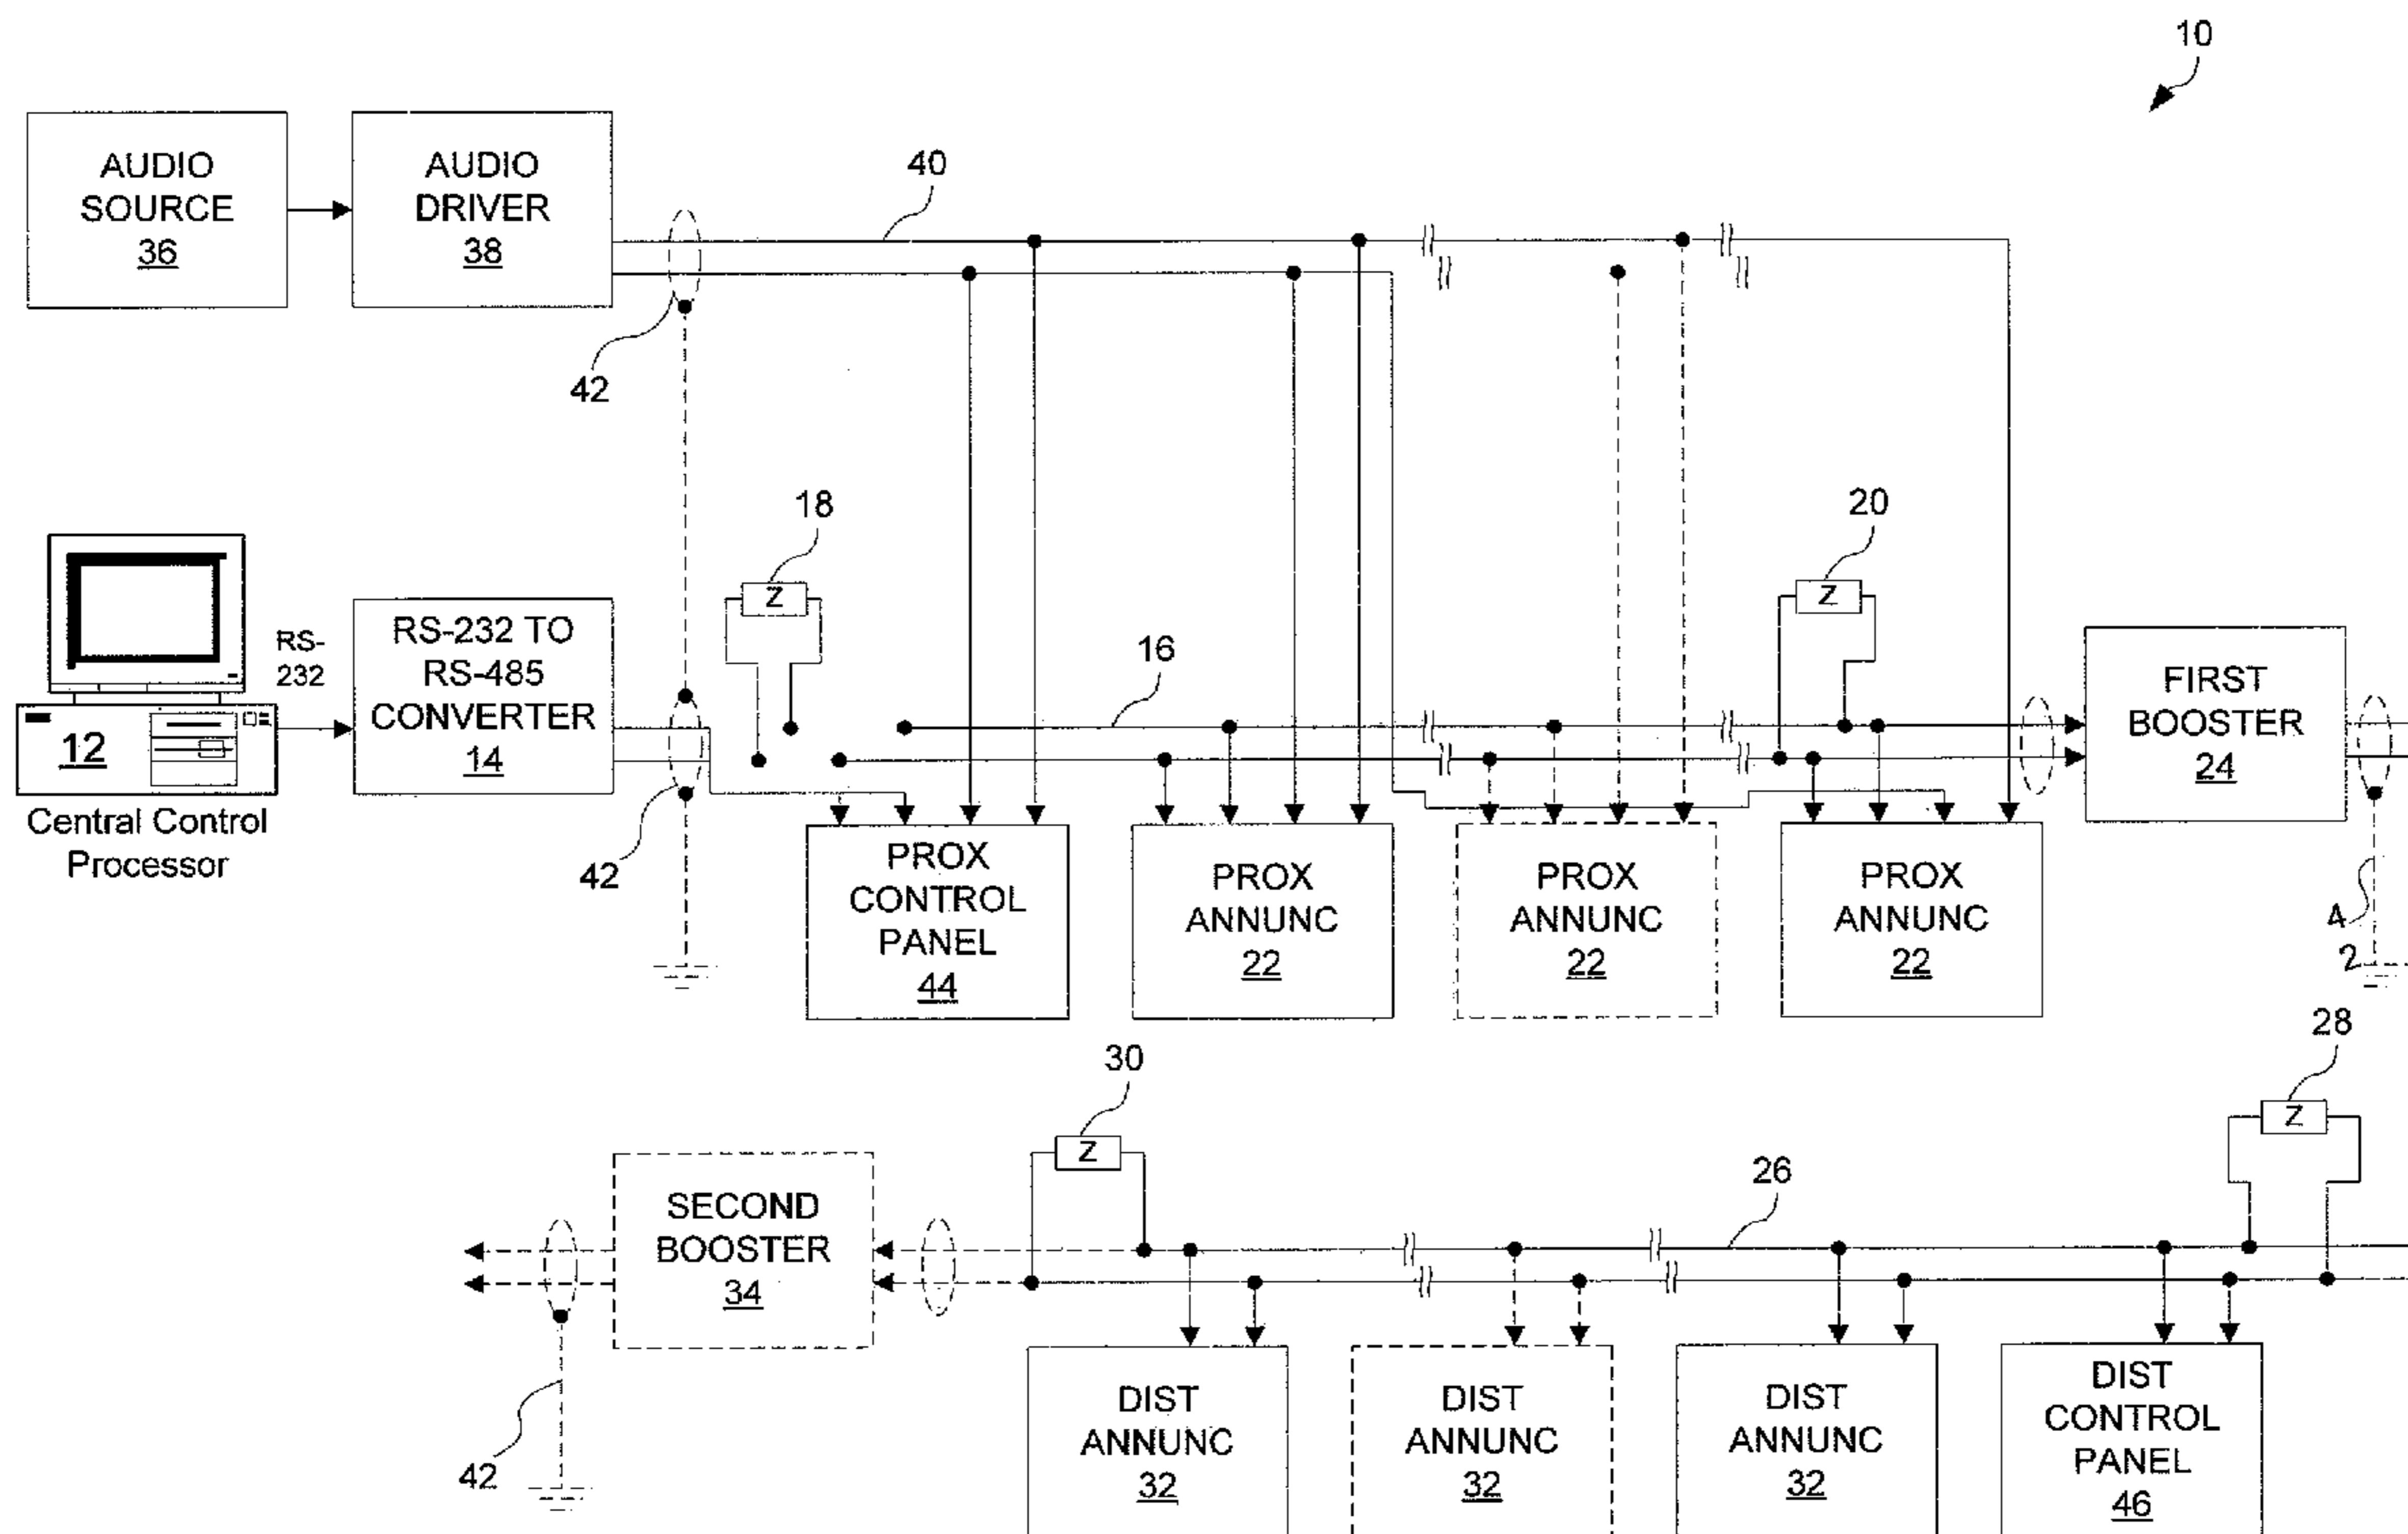 10
AUDIO
SOURCE
36
AUDIO
DRIVER
38
40
42
18
20
RS-
232
RS-232 TO
RS-485
CONVERTER
14
Z
Z
16
FIRST
BOOSTER
24
12
Central Control
Processor
42
PROX
CONTROL
PANEL
44
PROX
ANNUNC
22
PROX
ANNUNC
22
PROX
ANNUNC
22
4
2
30
28
Z
Z
SECOND
BOOSTER
34
26
42
DIST
ANNUNC
32
DIST
ANNUNC
32
DIST
ANNUNC
32
DIST
CONTROL
PANEL
46